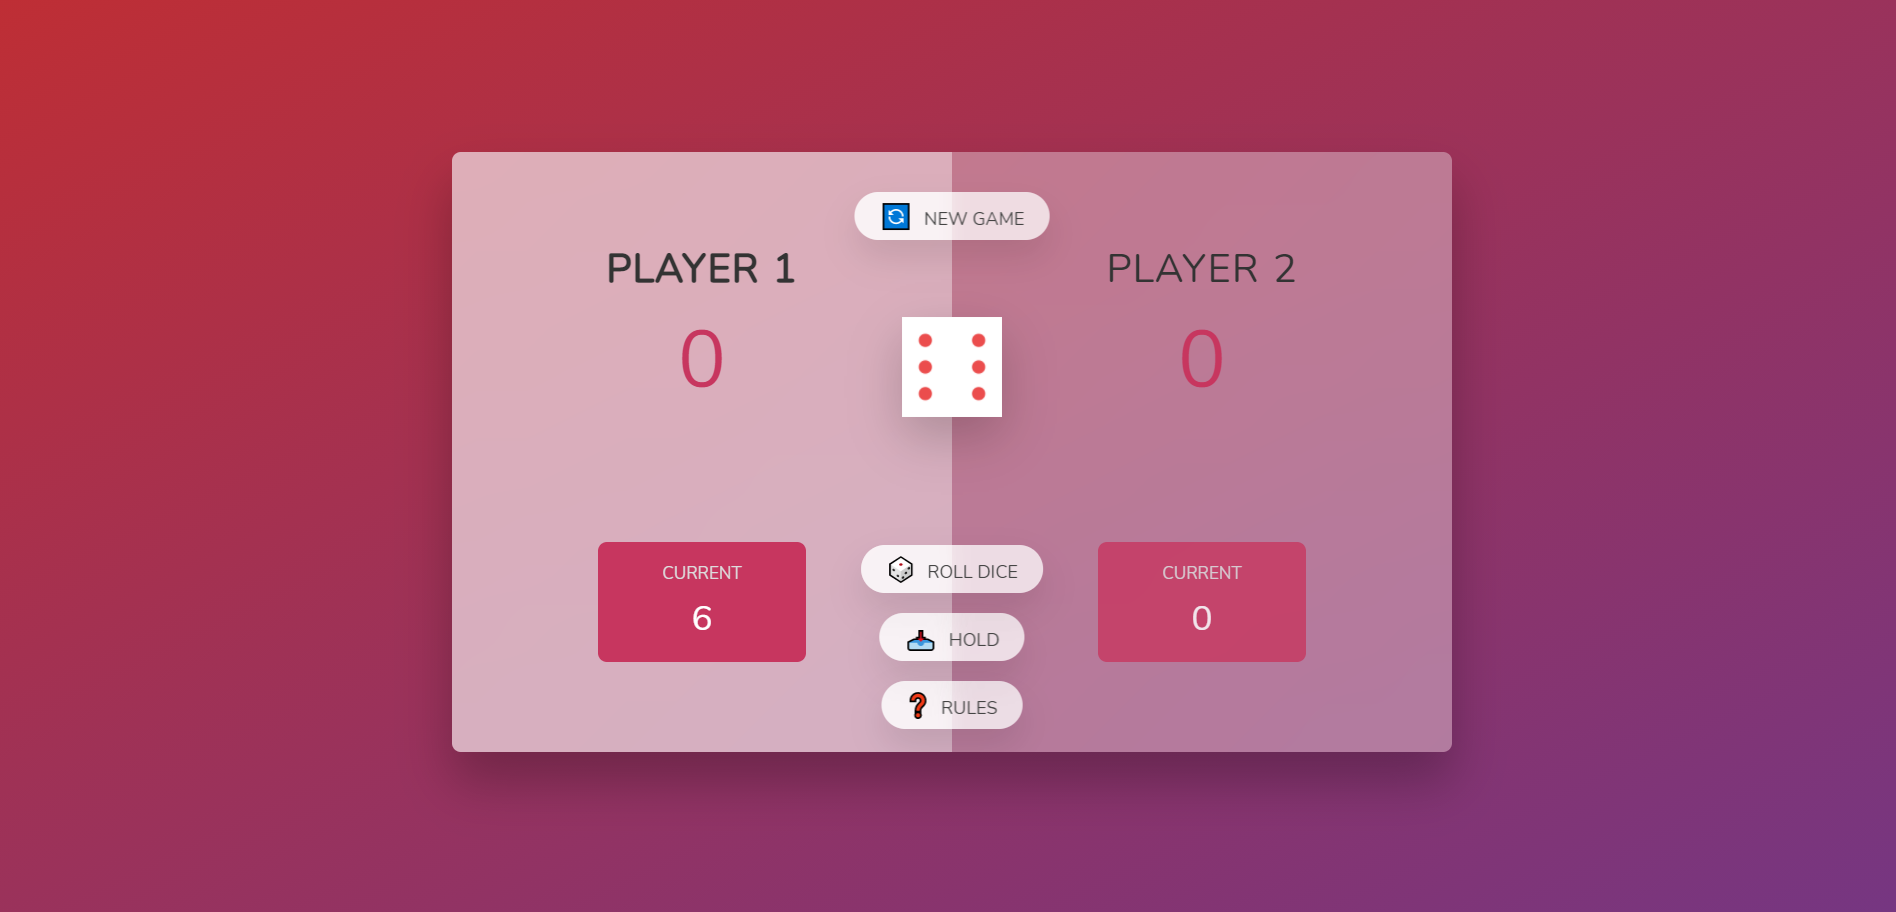 NEW GAME
PLAYER 1
0
PLAYER 2
0
CURRENT
6
ROLL DICE
HOLD
RULES
CURRENT
0